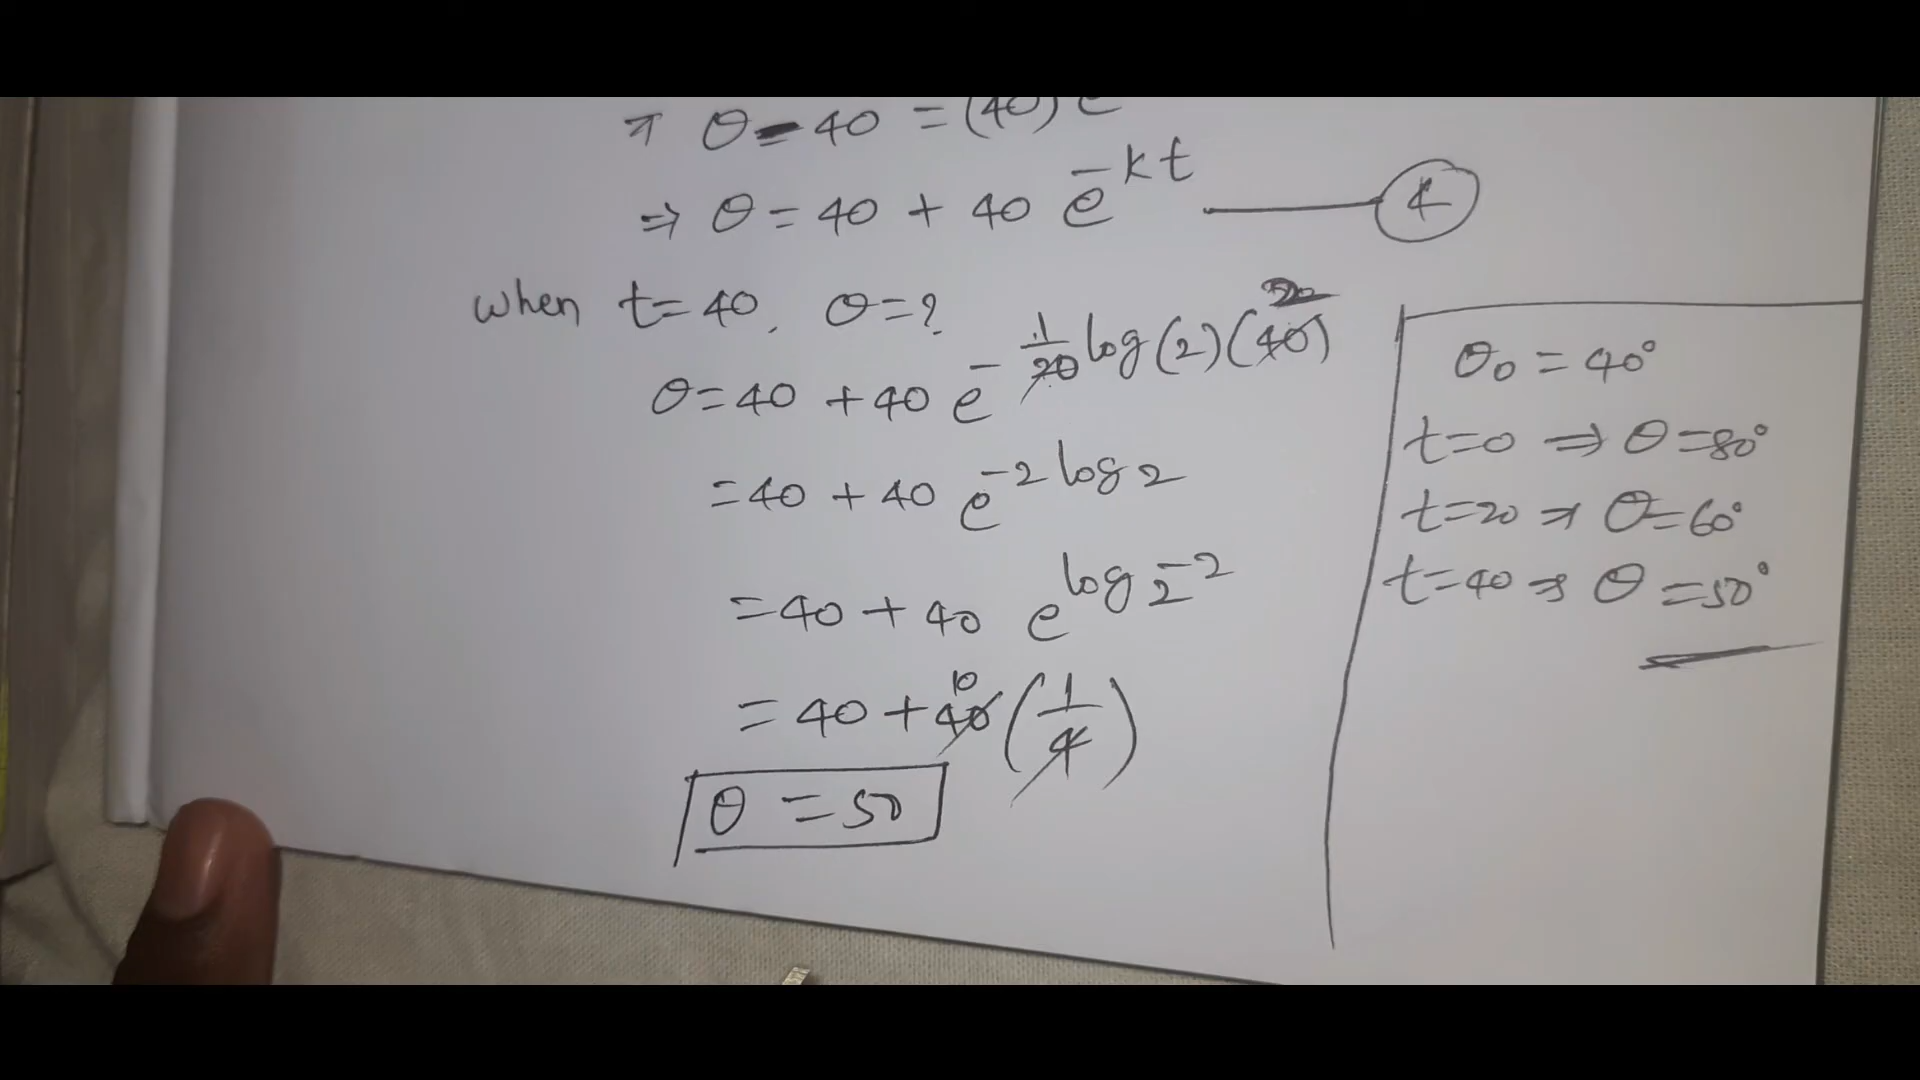 ⇒ θ - 40 = (40) e
⇒ θ = 40 + 40 e^{-kt} ——— (4)
When t=40, θ=?
θ = 40 + 40 e^{-\frac{1}{20} log(2)(40)}
= 40 + 40 e^{-2 log 2}
= 40 + 40 e^{log 2^{-2}}
= 40 + 40 (1/4)
10
θ = 50
θ₀ = 40°
t=0 ⇒ θ = 80°
t=20 ⇒ θ = 60°
t=40 ⇒ θ = 50°